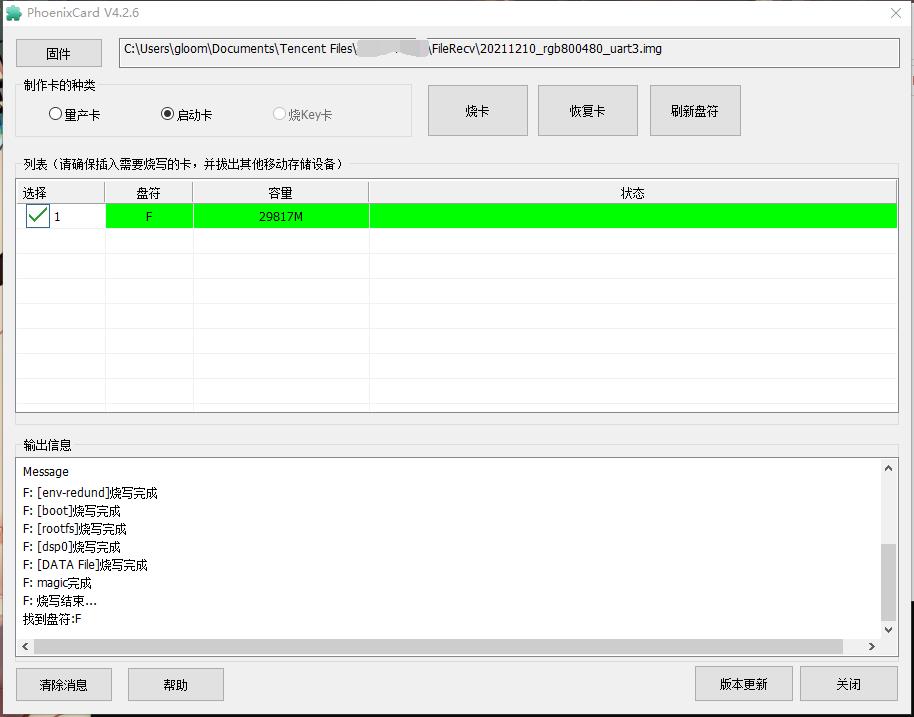 PhoenixCard V4.2.6
固件
C:\Users\gloom\Documents\Tencent Files\ \FileRecv\20211210_rgb800480_uart3.img
制作卡的种类
量产卡 启动卡 烧Key卡
烧卡 恢复卡 刷新盘符
列表（请确保插入需要烧写的卡，并拔出其他移动存储设备）
选择 盘符 容量 状态
1 F 29817M
输出信息
Message
F: [env-redund]烧写完成
F: [boot]烧写完成
F: [rootfs]烧写完成
F: [dsp0]烧写完成
F: [DATA File]烧写完成
F: magic完成
F: 烧写结束...
找到盘符:F
清除消息 帮助 版本更新 关闭